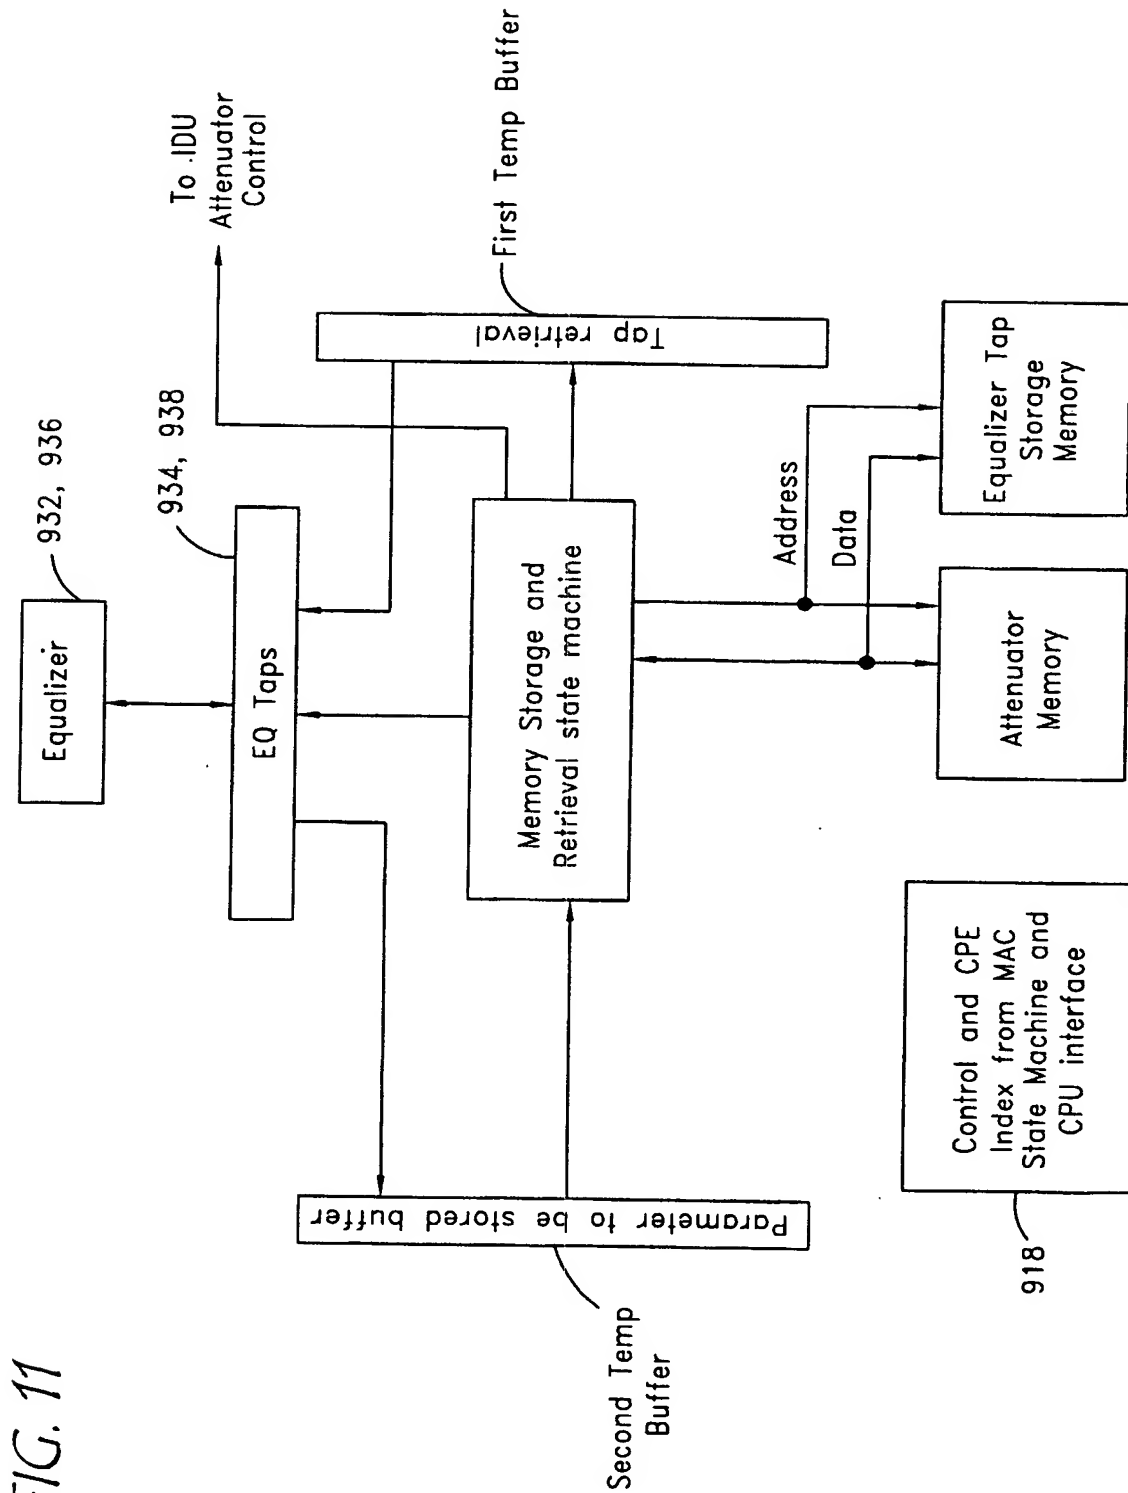 FIG. 11
Equalizer
932, 936
934, 938
EQ Taps
To IDU
Attenuator
Control
First Temp Buffer
Tap retrieval
Memory Storage and
Retrieval state machine
Parameter to be stored buffer
Second Temp
Buffer
Address
Data
Equalizer Tap
Storage
Memory
Attenuator
Memory
Control and CPE
Index from MAC
State Machine and
CPU interface
918